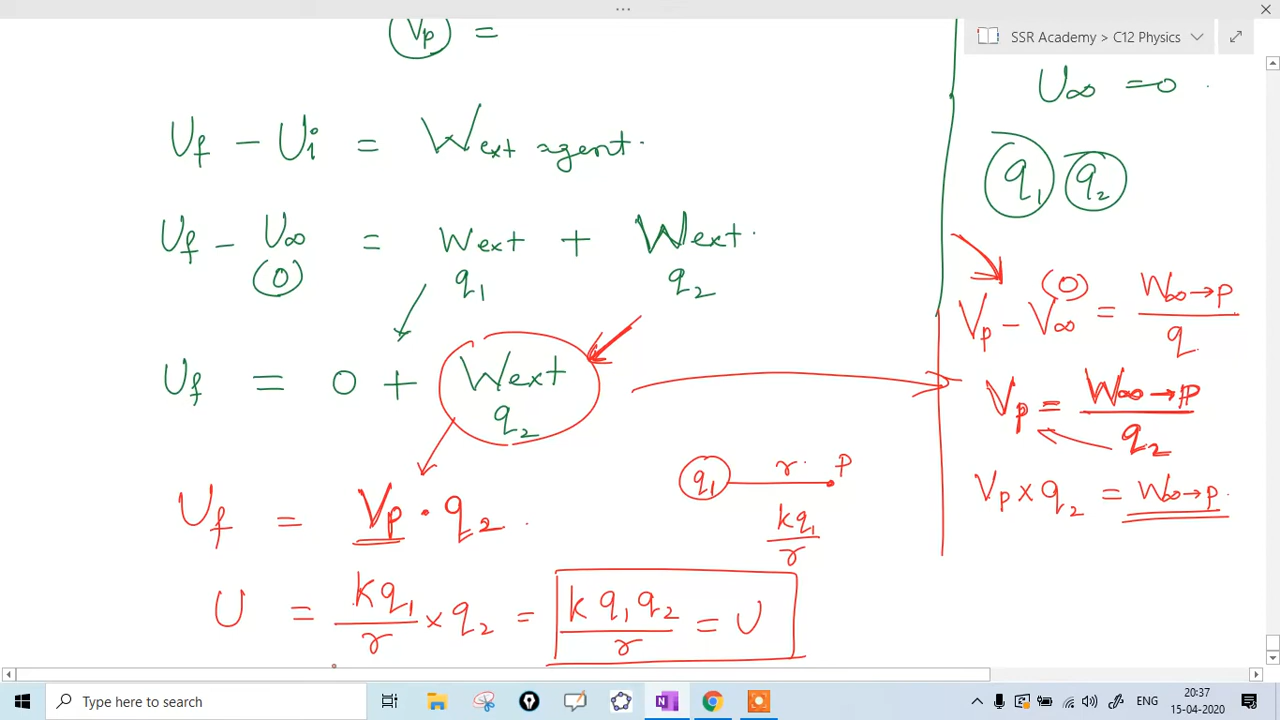 Vp =
SSR Academy > C12 Physics
U∞ = 0
Uf - Ui = Wext agent.
q1 q2
Uf - U∞ = Wext + Wext.
(0) q1 q2
Vp - V∞ (0) = W∞→p / q
Uf = 0 + Wext
q2
Vp = W∞→p / q2
q1 r P
kq1 / r
Vp × q2 = W∞→p.
Uf = Vp · q2
U = kq1 / r × q2 = k q1 q2 / r = U
Type here to search
ENG
20:37
15-04-2020